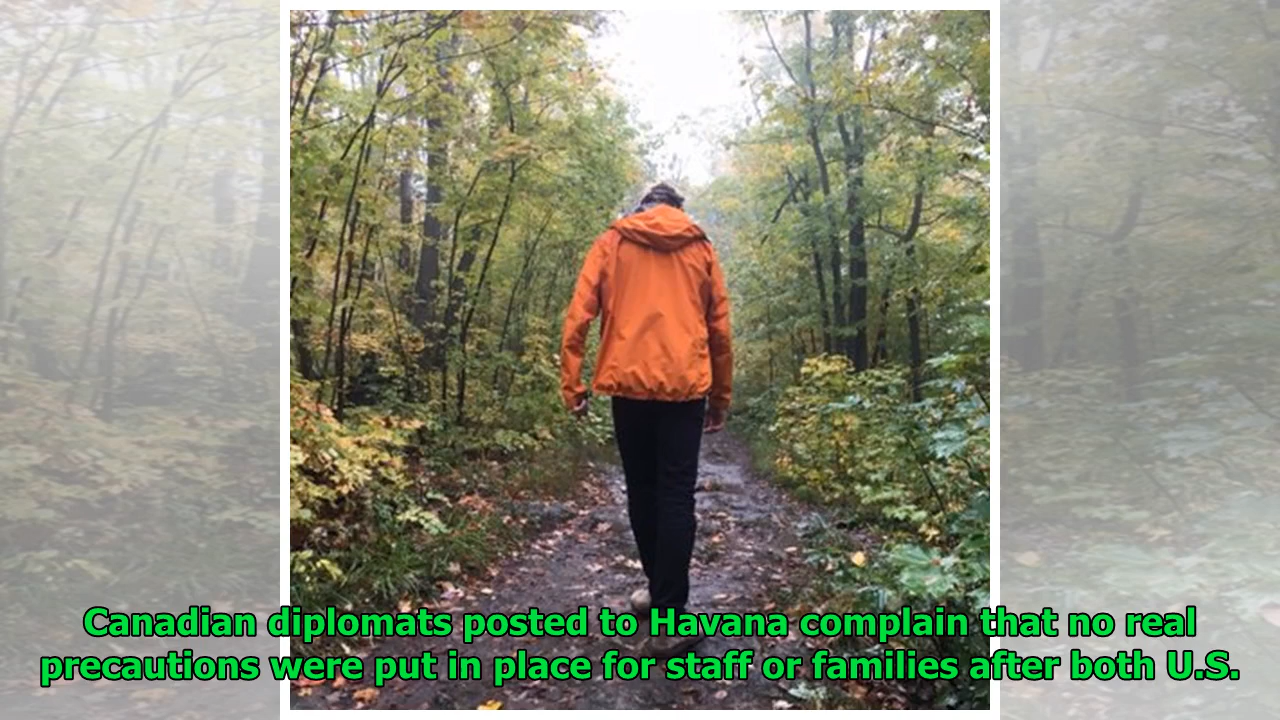 Canadian diplomats posted to Havana complain that no real
precautions were put in place for staff or families after both U.S.